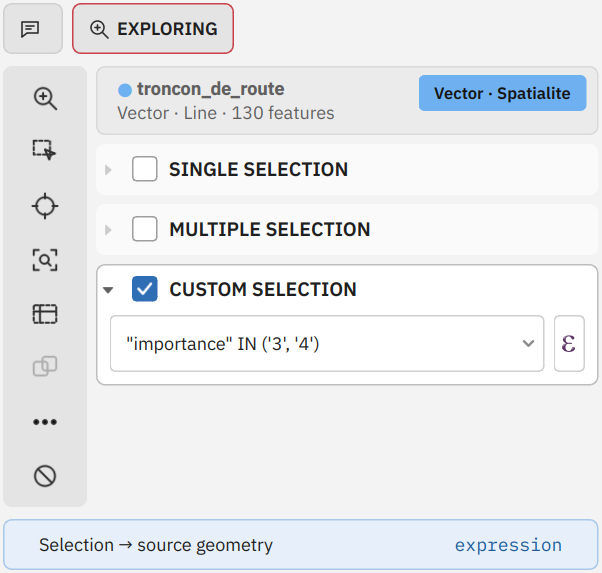 EXPLORING
troncon_de_route
Vector · Spatialite
Vector · Line · 130 features
SINGLE SELECTION
MULTIPLE SELECTION
CUSTOM SELECTION
"importance" IN ('3', '4')
ε
Selection → source geometry
expression